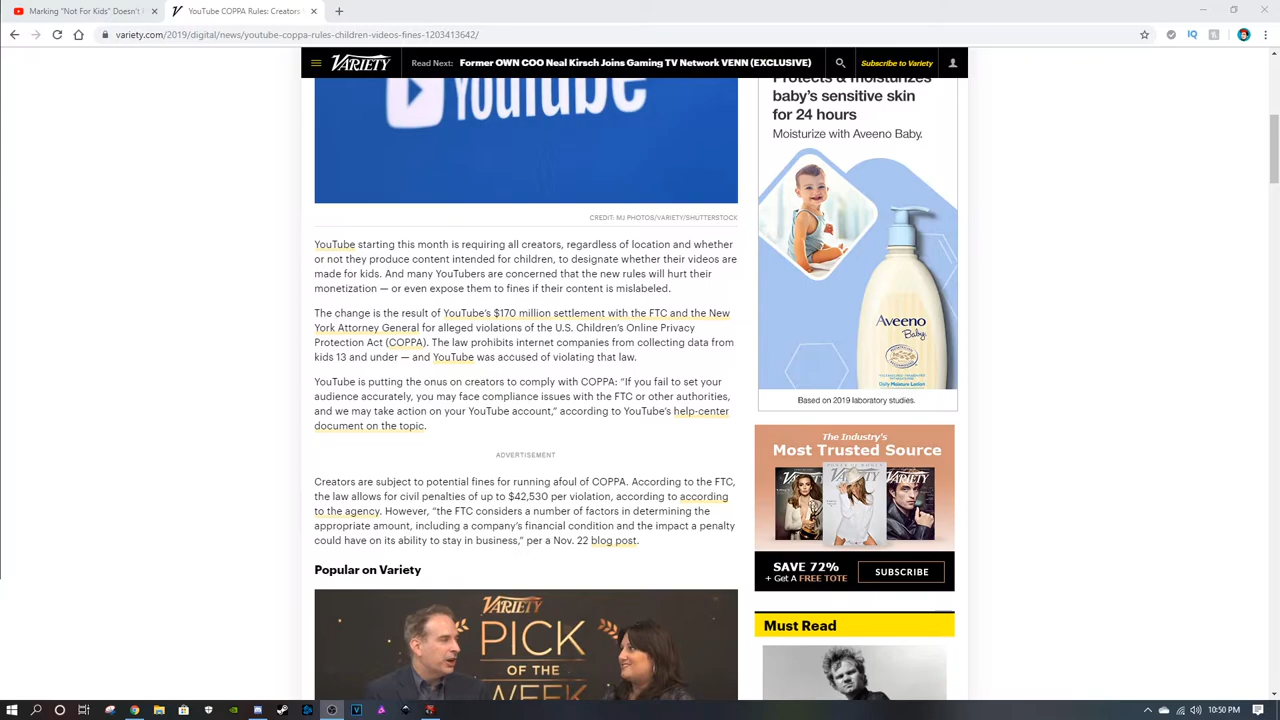 Marking "Not For Kids" Doesn't I
YouTube COPPA Rules: Creators
variety.com/2019/digital/news/youtube-coppa-rules-children-videos-fines-1203413642/
VARIETY
Read Next: Former OWN COO Neal Kirsch Joins Gaming TV Network VENN (EXCLUSIVE)
Subscribe to Variety
YouTube
CREDIT: MJ PHOTOS/VARIETY/SHUTTERSTOCK
YouTube starting this month is requiring all creators, regardless of location and whether
or not they produce content intended for children, to designate whether their videos are
made for kids. And many YouTubers are concerned that the new rules will hurt their
monetization — or even expose them to fines if their content is mislabeled.
The change is the result of YouTube's $170 million settlement with the FTC and the New
York Attorney General for alleged violations of the U.S. Children's Online Privacy
Protection Act (COPPA). The law prohibits internet companies from collecting data from
kids 13 and under — and YouTube was accused of violating that law.
YouTube is putting the onus on creators to comply with COPPA: "If you fail to set your
audience accurately, you may face compliance issues with the FTC or other authorities,
and we may take action on your YouTube account," according to YouTube's help-center
document on the topic.
ADVERTISEMENT
Creators are subject to potential fines for running afoul of COPPA. According to the FTC,
the law allows for civil penalties of up to $42,530 per violation, according to according
to the agency. However, "the FTC considers a number of factors in determining the
appropriate amount, including a company's financial condition and the impact a penalty
could have on its ability to stay in business," per a Nov. 22 blog post.
Popular on Variety
VARIETY
PICK
OF THE
WEEK
Protects & moisturizes
baby's sensitive skin
for 24 hours
Moisturize with Aveeno Baby.
Aveeno
Baby
Daily Moisture Lotion
Based on 2019 laboratory studies.
The Industry's
Most Trusted Source
VARIETY
VARIETY
VARIETY
SAVE 72%
+ Get A FREE TOTE
SUBSCRIBE
Must Read
10:50 PM